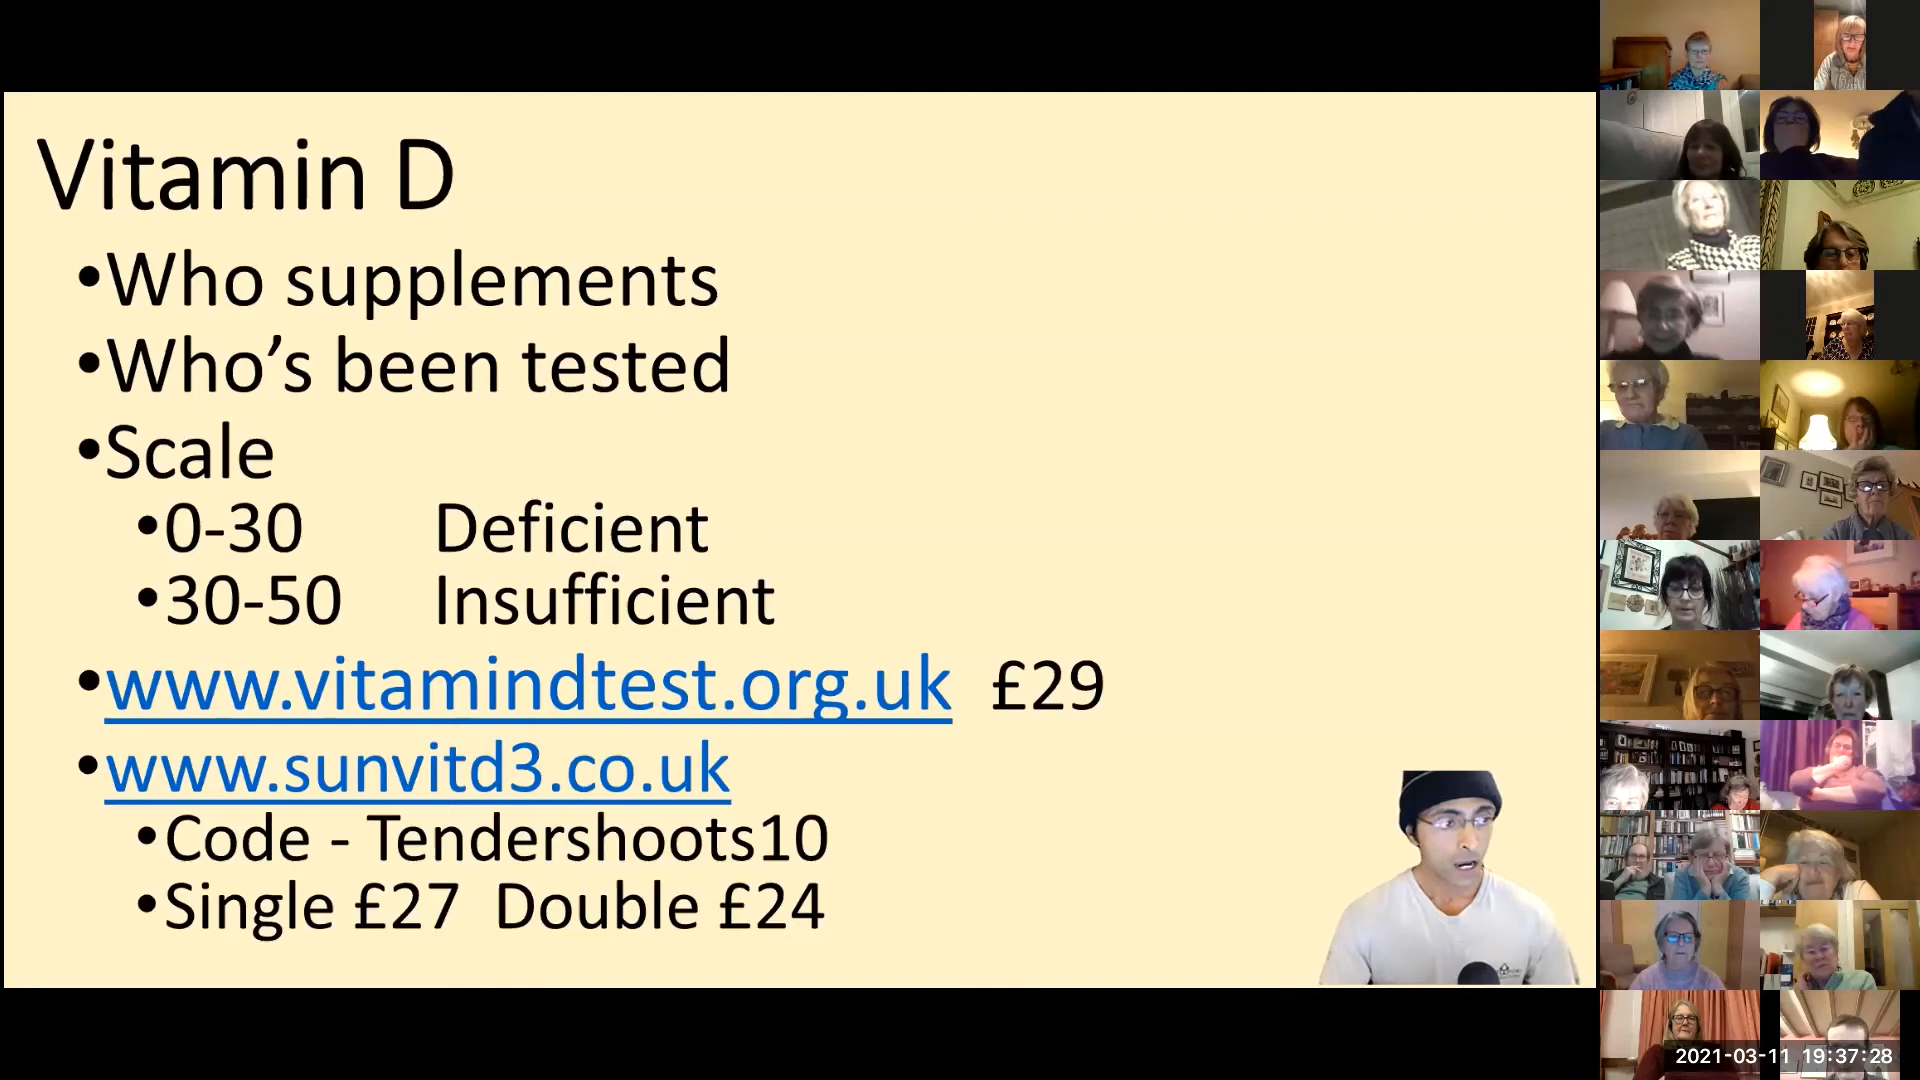 Vitamin D
•Who supplements
•Who’s been tested
•Scale
•0-30 Deficient
•30-50 Insufficient
•www.vitamindtest.org.uk £29
•www.sunvitd3.co.uk
•Code - Tendershoots10
•Single £27 Double £24
2021-03-11 19:37:28